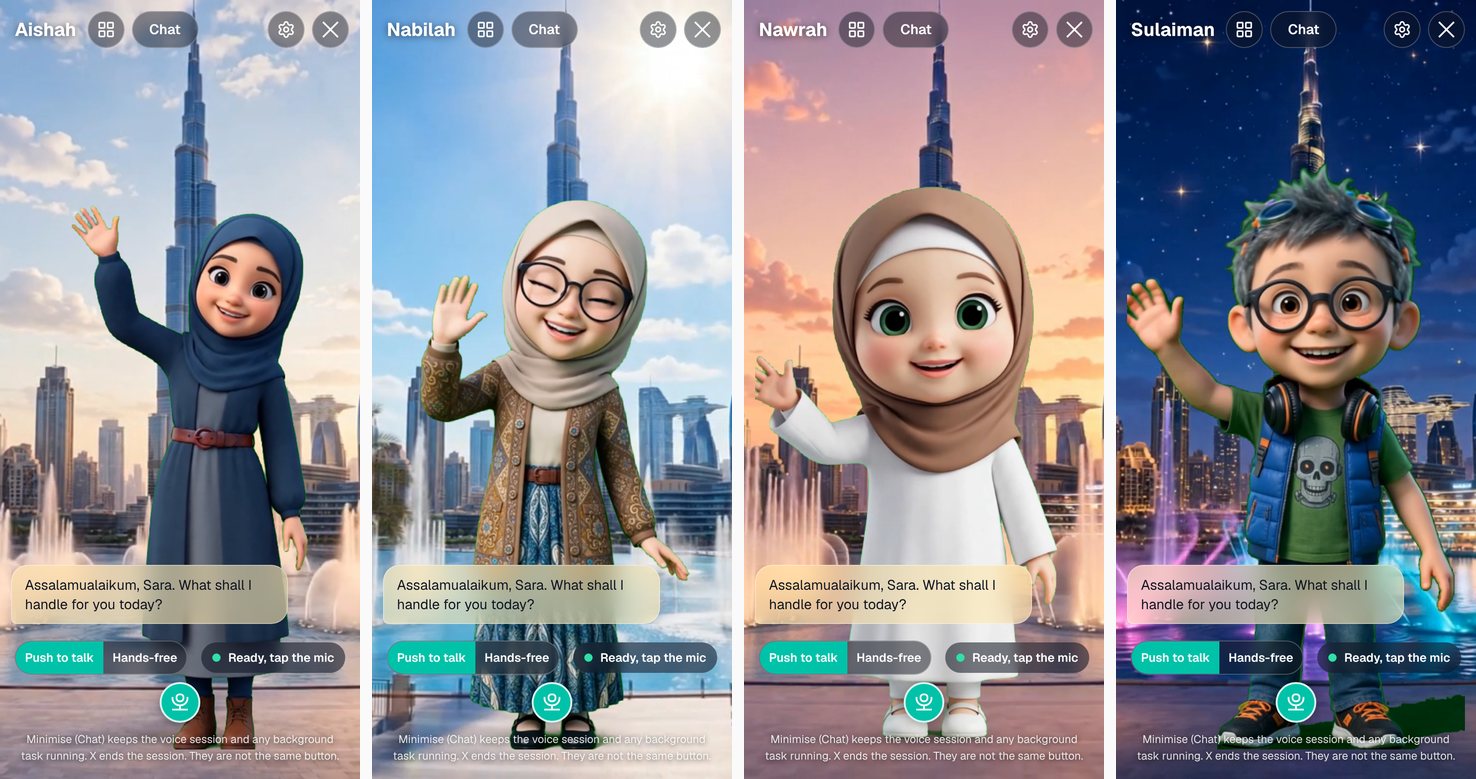 Aishah Chat
Assalamualaikum, Sara. What shall I
handle for you today?
Push to talk Hands-free Ready, tap the mic
Minimise (Chat) keeps the voice session and any background
task running. X ends the session. They are not the same button.
Nabilah Chat
Assalamualaikum, Sara. What shall I
handle for you today?
Push to talk Hands-free Ready, tap the mic
Minimise (Chat) keeps the voice session and any background
task running. X ends the session. They are not the same button.
Nawrah Chat
Assalamualaikum, Sara. What shall I
handle for you today?
Push to talk Hands-free Ready, tap the mic
Minimise (Chat) keeps the voice session and any background
task running. X ends the session. They are not the same button.
Sulaiman Chat
Assalamualaikum, Sara. What shall I
handle for you today?
Push to talk Hands-free Ready, tap the mic
Minimise (Chat) keeps the voice session and any background
task running. X ends the session. They are not the same button.